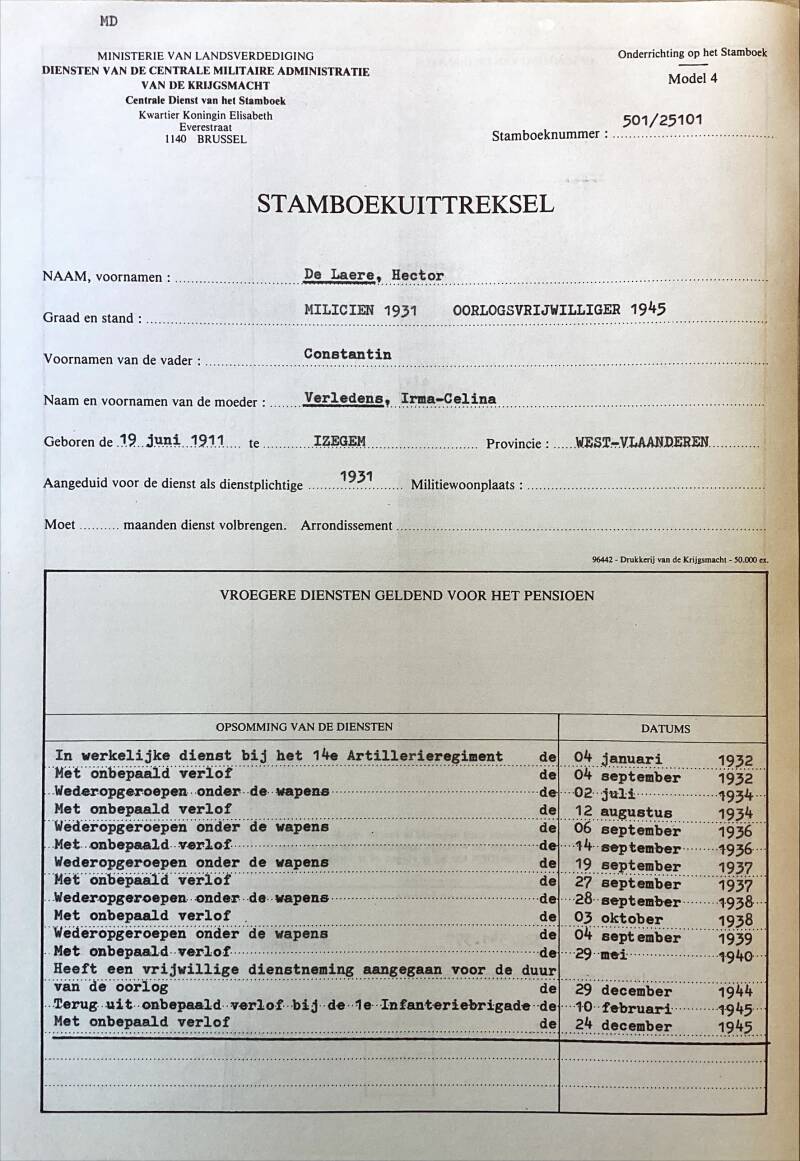 MD
MINISTERIE VAN LANDSVERDEDIGING
DIENSTEN VAN DE CENTRALE MILITAIRE ADMINISTRATIE
VAN DE KRIJGSMACHT
Centrale Dienst van het Stamboek
Kwartier Koningin Elisabeth
Everestraat
1140 BRUSSEL
Onderrichting op het Stamboek
Model 4
Stamboeknummer : 501/25101
STAMBOEKUITTREKSEL
NAAM, voornamen : De Laere, Hector
Graad en stand : MILICIEN 1931 OORLOGSVRIJWILLIGER 1945
Voornamen van de vader : Constantin
Naam en voornamen van de moeder : Verledens, Irma-Celina
Geboren de 19 juni 1911 te IZEGEM Provincie : WEST-VLAANDEREN
Aangeduid voor de dienst als dienstplichtige 1931 Militiewoonplaats :
Moet .......... maanden dienst volbrengen. Arrondissement
96442 - Drukkerij van de Krijgsmacht - 50.000 ex.
VROEGERE DIENSTEN GELDEND VOOR HET PENSIOEN
OPSOMMING VAN DE DIENSTEN DATUMS
In werkelijke dienst bij het 14e Artillerieregiment de 04 januari 1932
Met onbepaald verlof de 04 september 1932
Wederopgeroepen onder de wapens de 02 juli 1934
Met onbepaald verlof de 12 augustus 1934
Wederopgeroepen onder de wapens de 06 september 1936
Met onbepaald verlof de 14 september 1936
Wederopgeroepen onder de wapens de 19 september 1937
Met onbepaald verlof de 27 september 1937
Wederopgeroepen onder de wapens de 28 september 1938
Met onbepaald verlof de 03 oktober 1938
Wederopgeroepen onder de wapens de 04 september 1939
Met onbepaald verlof de 29 mei 1940
Heeft een vrijwillige dienstneming aangegaan voor de duur
van de oorlog de 29 december 1944
Terug uit onbepaald verlof bij de 1e Infanteriebrigade de 10 februari 1945
Met onbepaald verlof de 24 december 1945